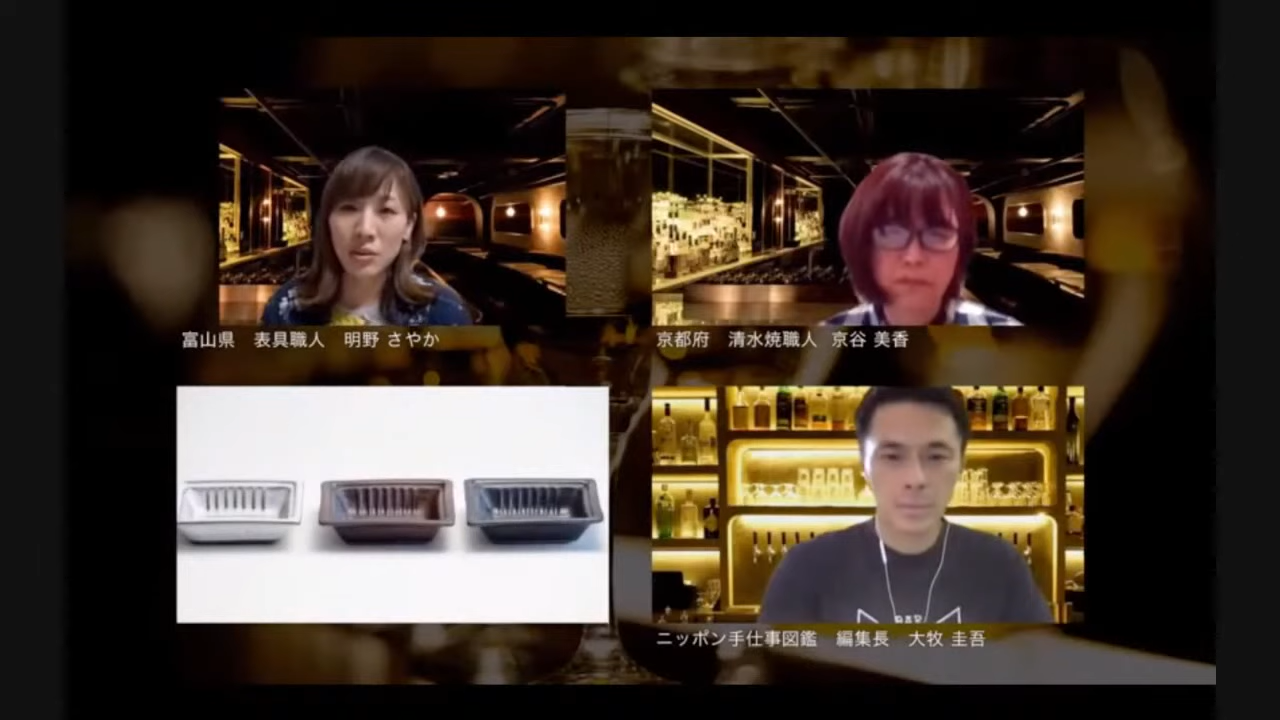 富山県　表具職人　明野 さやか
京都府　清水焼職人　京谷 美香
ニッポン手仕事図鑑　編集長　大牧 圭吾